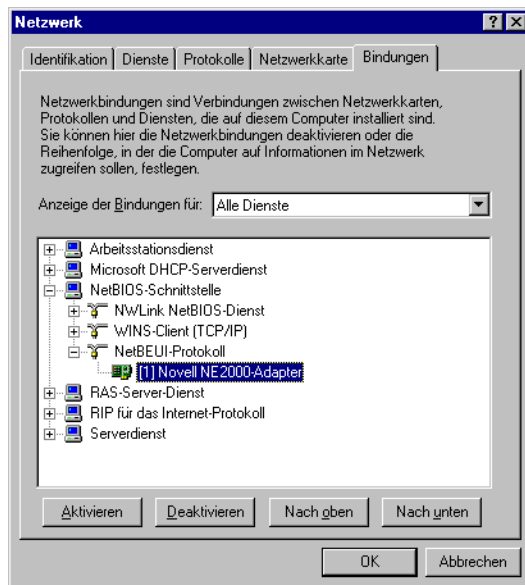 Netzwerk
Identifikation Dienste Protokolle Netzwerkkarte Bindungen
Netzwerkbindungen sind Verbindungen zwischen Netzwerkkarten,
Protokollen und Diensten, die auf diesem Computer installiert sind.
Sie können hier die Netzwerkbindungen deaktivieren oder die
Reihenfolge, in der die Computer auf Informationen im Netzwerk
zugreifen sollen, festlegen.
Anzeige der Bindungen für: Alle Dienste
Arbeitsstationsdienst
Microsoft DHCP-Serverdienst
NetBIOS-Schnittstelle
NWLink NetBIOS-Dienst
WINS-Client (TCP/IP)
NetBEUI-Protokoll
[1] Novell NE2000-Adapter
RAS-Server-Dienst
RIP für das Internet-Protokoll
Serverdienst
Aktivieren Deaktivieren Nach oben Nach unten
OK Abbrechen